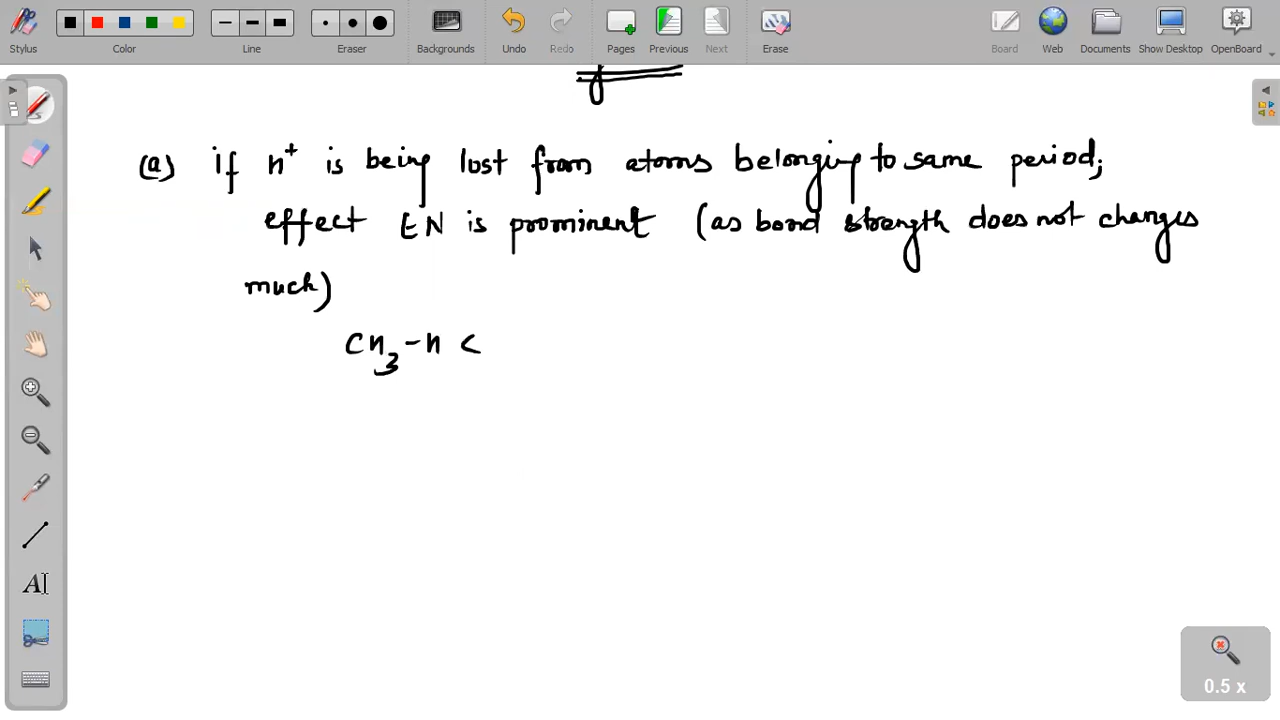 Stylus Color Line Eraser Backgrounds Undo Redo Pages Previous Next Erase Board Web Documents Show Desktop OpenBoard
(a) if H+ is being lost from atoms belonging to same period;
effect EN is prominent (as bond strength does not changes
much)
CH3-H <
0.5 x